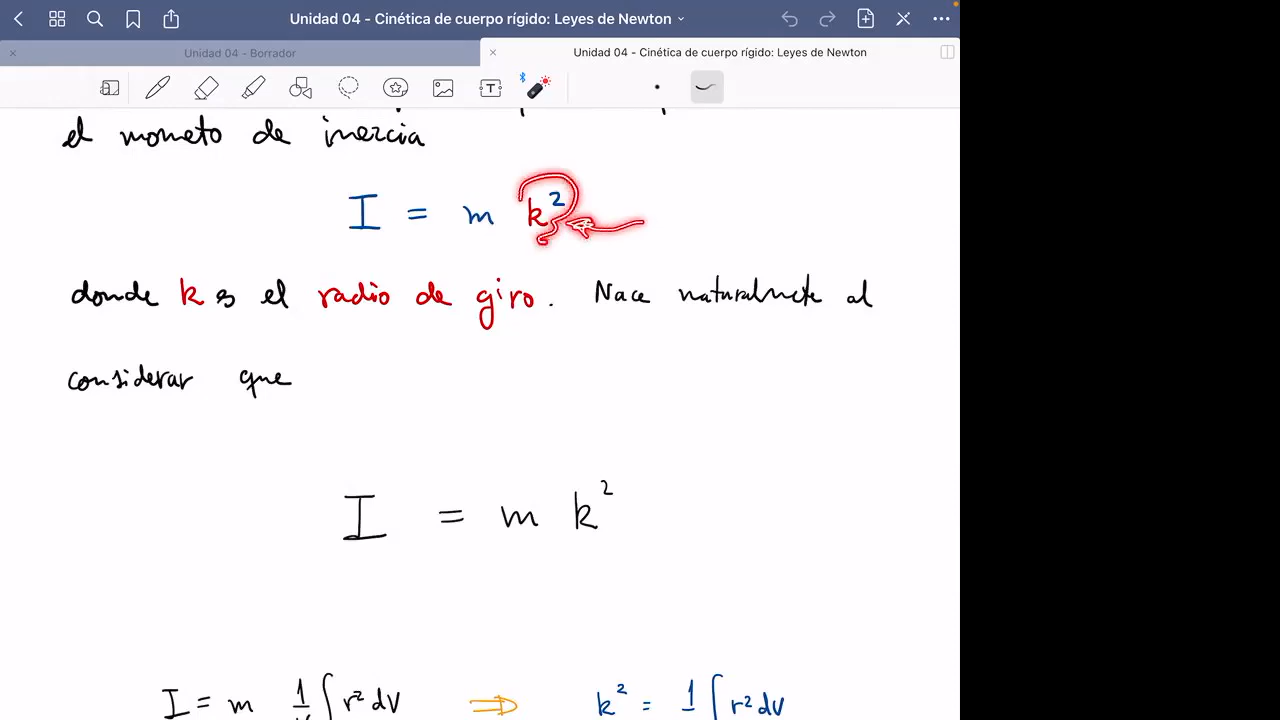 Unidad 04 - Cinética de cuerpo rígido: Leyes de Newton
Unidad 04 - Borrador
Unidad 04 - Cinética de cuerpo rígido: Leyes de Newton
el mometo de inercia
I = m k²
donde k es el radio de giro. Nace naturalmete al
considerar que
I = m k²
I = m 1 ∫ r² dV ⇒ k² = 1 ∫ r² dV